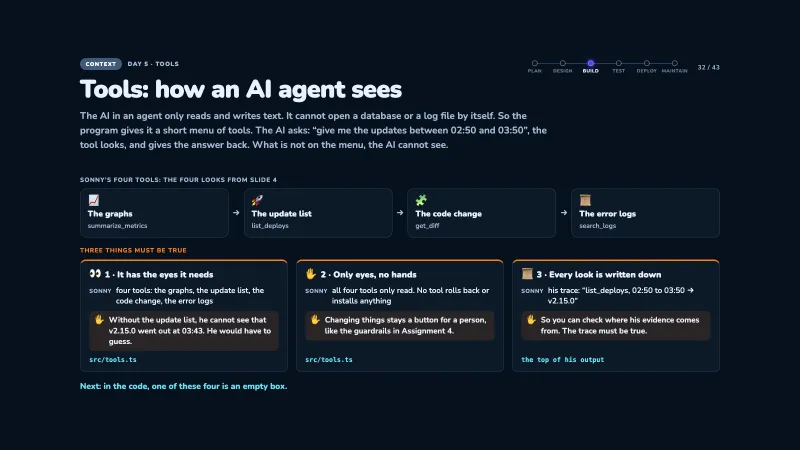 CONTEXT DAY 5 · TOOLS
PLAN DESIGN BUILD TEST DEPLOY MAINTAIN
32 / 43
Tools: how an AI agent sees
The AI in an agent only reads and writes text. It cannot open a database or a log file by itself. So the
program gives it a short menu of tools. The AI asks: “give me the updates between 02:50 and 03:50”, the
tool looks, and gives the answer back. What is not on the menu, the AI cannot see.
SONNY'S FOUR TOOLS: THE FOUR LOOKS FROM SLIDE 4
The graphs
summarize_metrics
→
The update list
list_deploys
→
The code change
get_diff
→
The error logs
search_logs
THREE THINGS MUST BE TRUE
1 · It has the eyes it needs
SONNY four tools: the graphs, the update list, the
code change, the error logs
Without the update list, he cannot see that
v2.15.0 went out at 03:43. He would have to
guess.
src/tools.ts
2 · Only eyes, no hands
SONNY all four tools only read. No tool rolls back or
installs anything
Changing things stays a button for a person,
like the guardrails in Assignment 4.
src/tools.ts
3 · Every look is written down
SONNY his trace: “list_deploys, 02:50 to 03:50 →
v2.15.0”
So you can check where his evidence comes
from. The trace must be true.
the top of his output
Next: in the code, one of these four is an empty box.